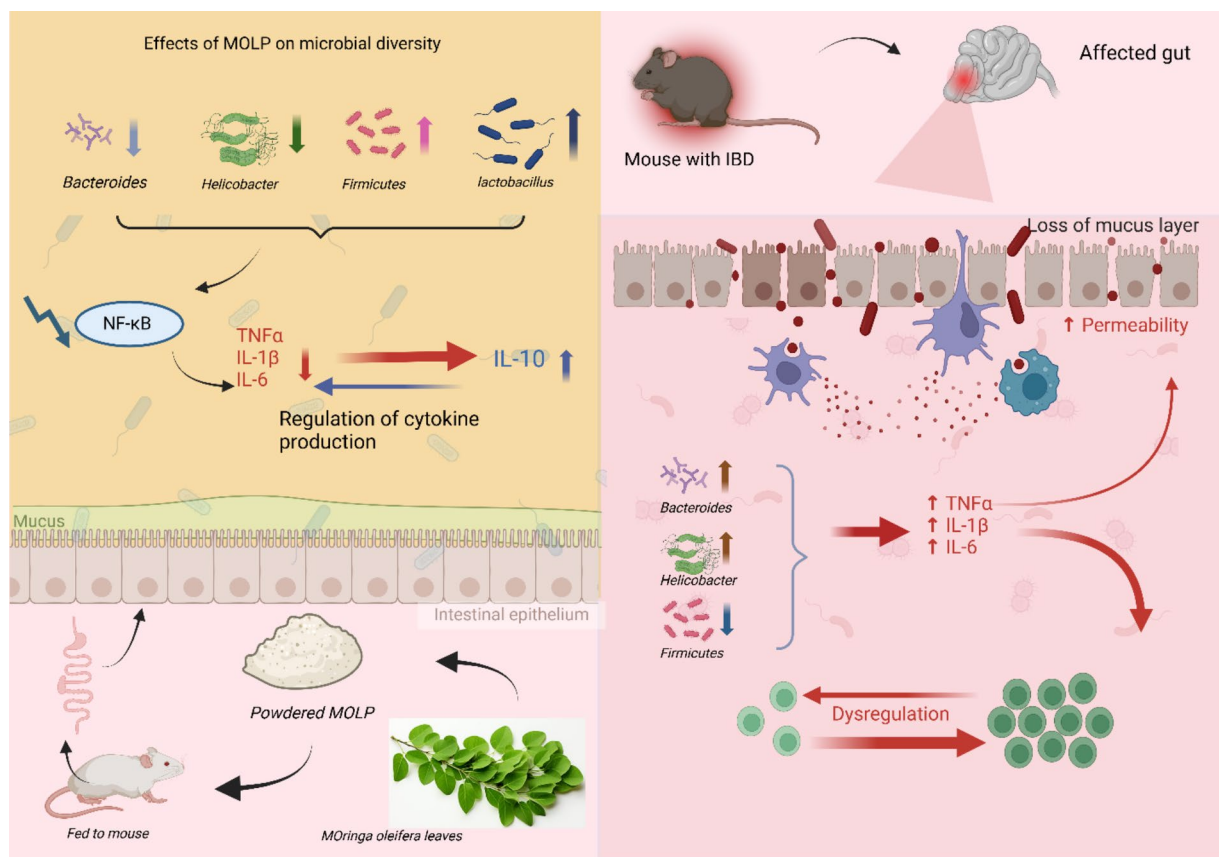 Effects of MOLP on microbial diversity
Bacteroides
Helicobacter
Firmicutes
lactobacillus
NF-κB
TNFα
IL-1β
IL-6
IL-10
Regulation of cytokine
production
Mucus
Intestinal epithelium
Powdered MOLP
Fed to mouse
MOringa oleifera leaves
Mouse with IBD
Affected gut
Loss of mucus layer
↑ Permeability
Bacteroides
Helicobacter
Firmicutes
↑ TNFα
↑ IL-1β
↑ IL-6
Dysregulation